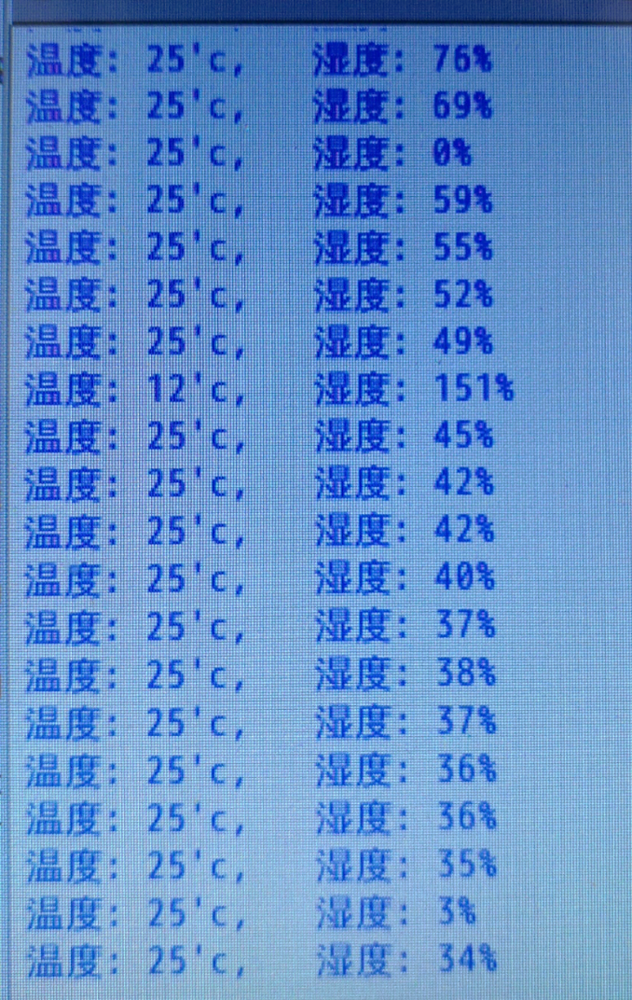 温度: 25'c,   湿度: 76%
温度: 25'c,   湿度: 69%
温度: 25'c,   湿度: 0%
温度: 25'c,   湿度: 59%
温度: 25'c,   湿度: 55%
温度: 25'c,   湿度: 52%
温度: 25'c,   湿度: 49%
温度: 12'c,   湿度: 151%
温度: 25'c,   湿度: 45%
温度: 25'c,   湿度: 42%
温度: 25'c,   湿度: 42%
温度: 25'c,   湿度: 40%
温度: 25'c,   湿度: 37%
温度: 25'c,   湿度: 38%
温度: 25'c,   湿度: 37%
温度: 25'c,   湿度: 36%
温度: 25'c,   湿度: 36%
温度: 25'c,   湿度: 35%
温度: 25'c,   湿度: 3%
温度: 25'c,   湿度: 34%